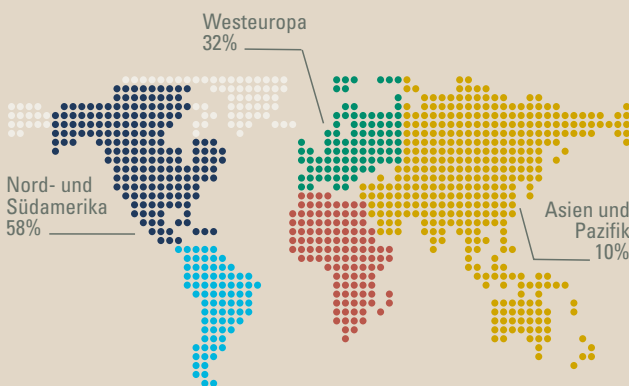 Westeuropa
32%
Nord- und
Südamerika
58%
Asien und
Pazifik
10%